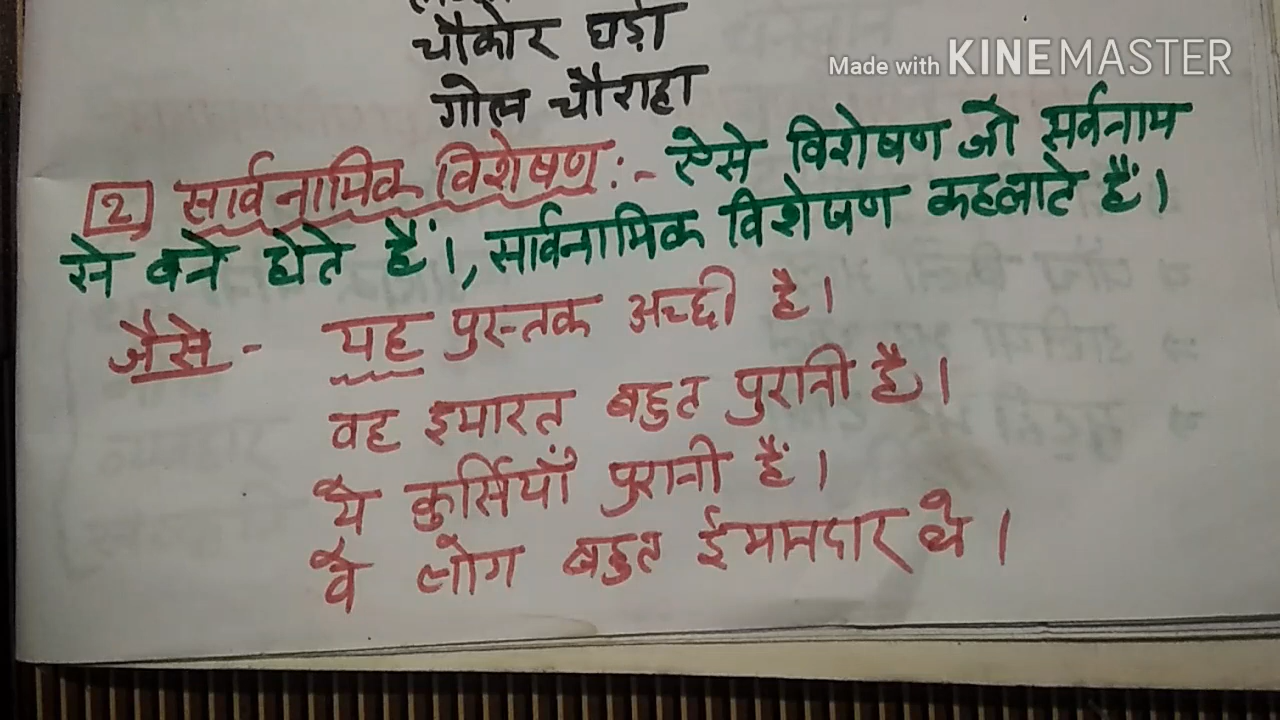 चौकोर घड़ा
गोल चौराहा
Made with KINEMASTER
2 सार्वनामिक विशेषण:- ऐसे विशेषण जो सर्वनाम
से बने होते हैं।, सार्वनामिक विशेषण कहलाते हैं।
जैसे - यह पुस्तक अच्छी है।
वह इमारत बहुत पुरानी है।
ये कुर्सियाँ पुरानी हैं।
वे लोग बहुत ईमानदार थे।